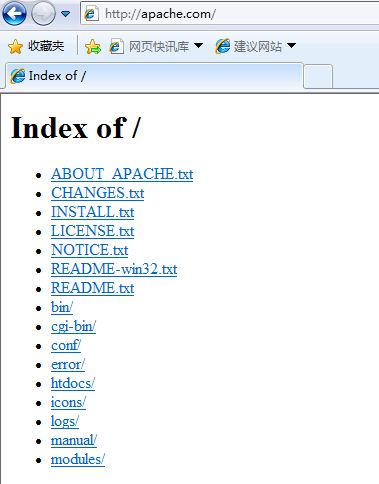 http://apache.com/
收藏夹 网页快讯库 建议网站
Index of /
Index of /
ABOUT_APACHE.txt
CHANGES.txt
INSTALL.txt
LICENSE.txt
NOTICE.txt
README-win32.txt
README.txt
bin/
cgi-bin/
conf/
error/
htdocs/
icons/
logs/
manual/
modules/